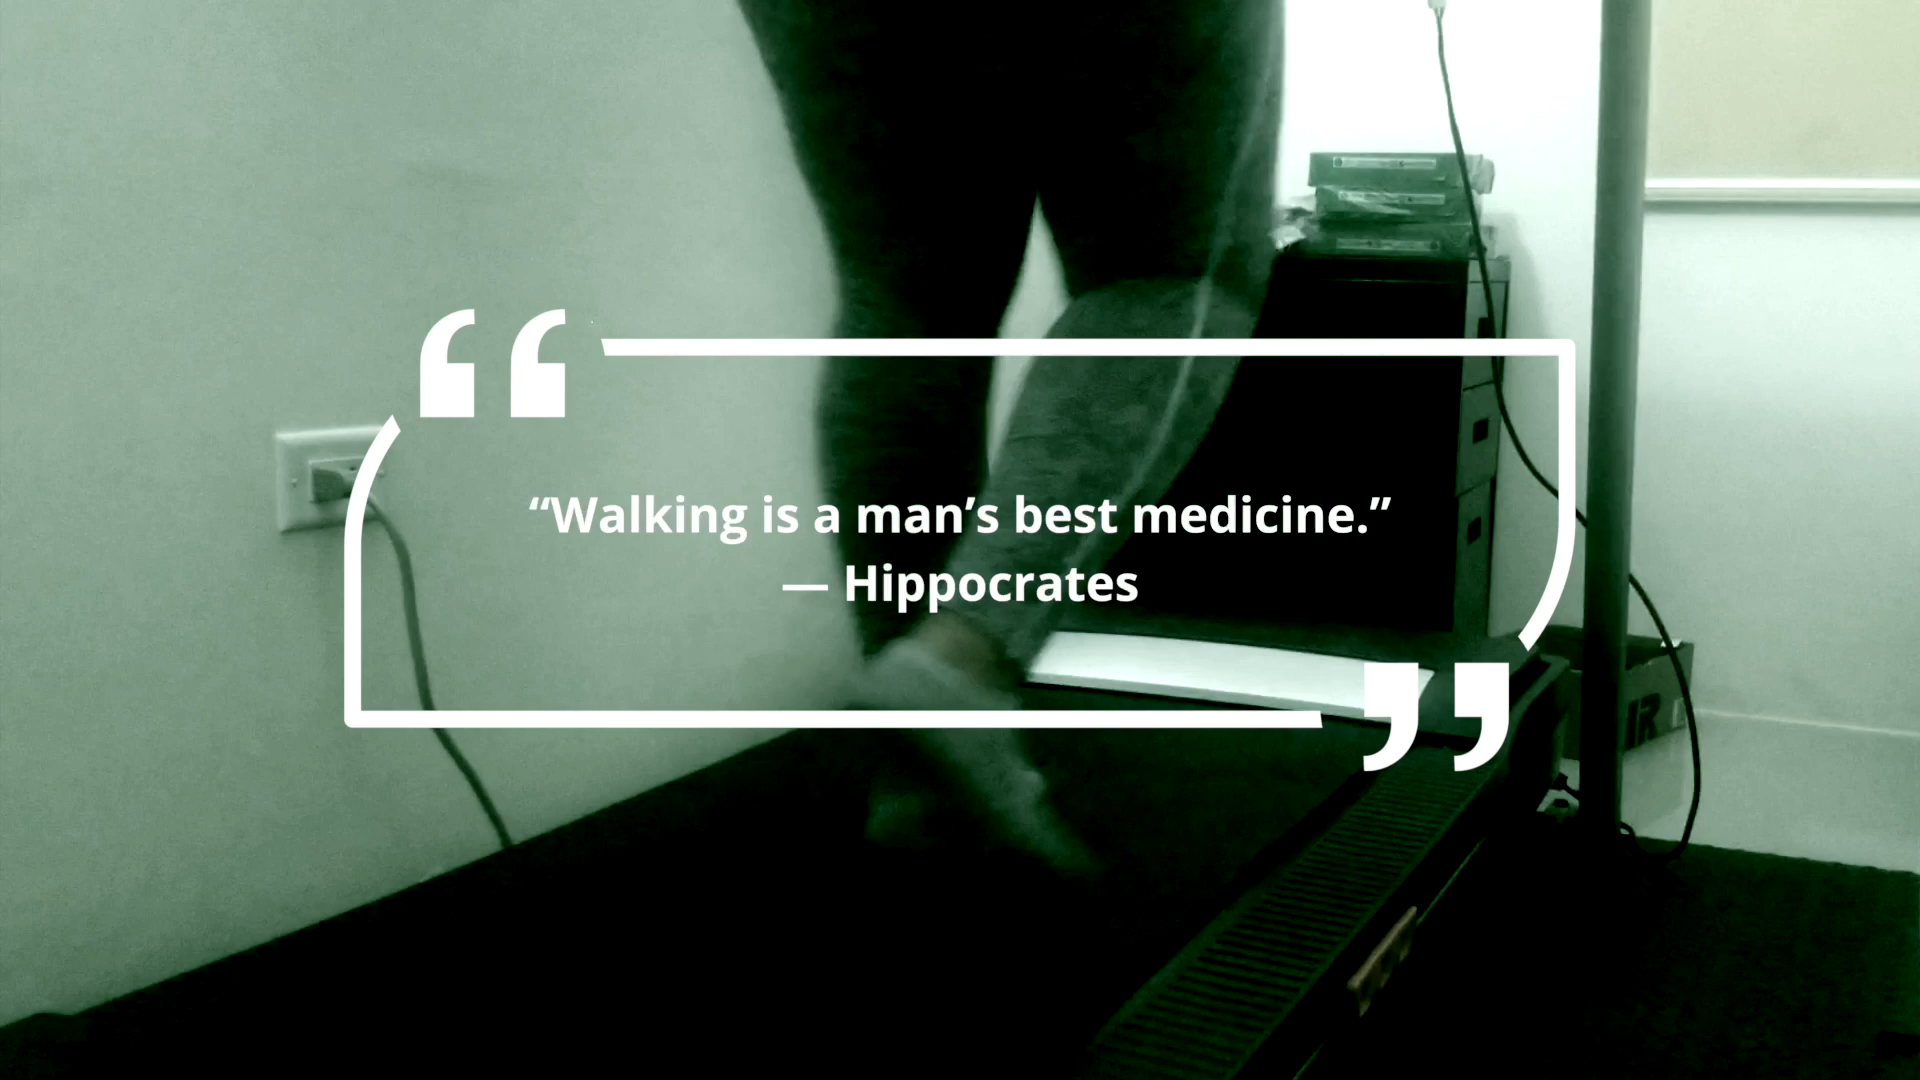 “Walking is a man’s best medicine.”
— Hippocrates